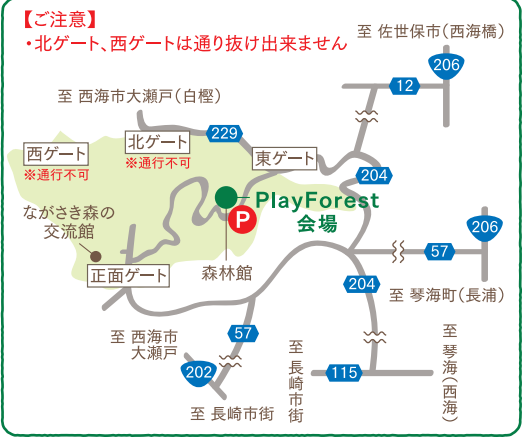 【ご注意】
・北ゲート、西ゲートは通り抜け出来ません
至 佐世保市(西海橋)
206
12
至 西海市大瀬戸(白樫)
229
北ゲート
※通行不可
西ゲート
※通行不可
東ゲート
204
PlayForest
会場
P
ながさき森の
交流館
森林館
正面ゲート
206
57
204
至 琴海町(長浦)
至 西海市
大瀬戸
57
202
115
至 長崎市街
至 長崎市街
至 琴海(西海)